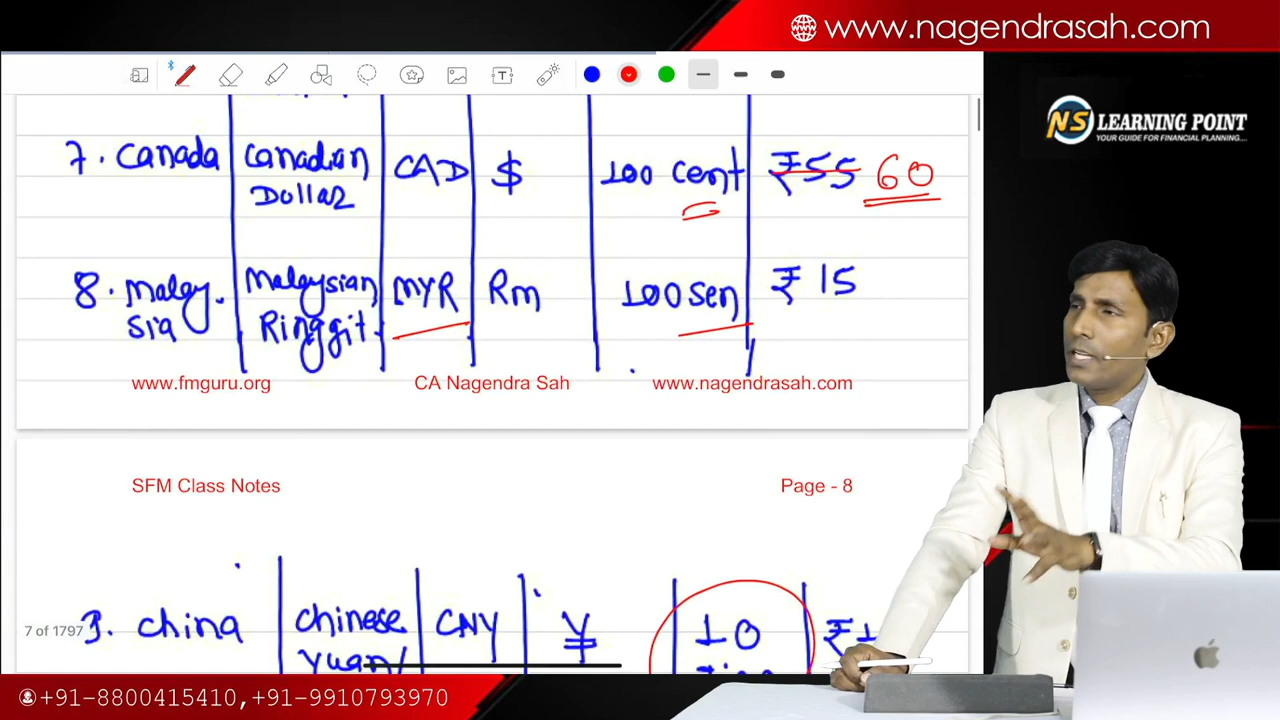 www.nagendrasah.com
NS LEARNING POINT
YOUR GUIDE FOR FINANCIAL PLANNING...
7. Canada Canadian Dollar CAD $ 100 cent ₹55 60
8. Malaysia Malaysian Ringgit MYR Rm 100 sen ₹ 15
www.fmguru.org CA Nagendra Sah www.nagendrasah.com
SFM Class Notes Page - 8
7 of 1797
China Chinese Yuan/ CNY ¥ 10
+91-8800415410,+91-9910793970